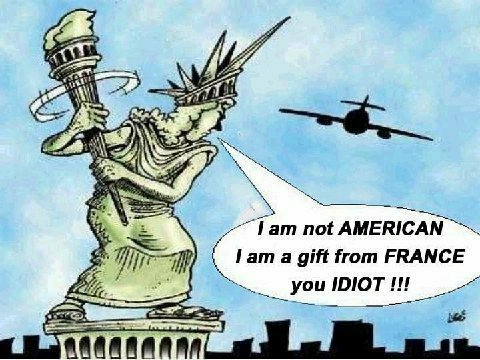 I am not AMERICAN
I am a gift from FRANCE
you IDIOT !!!